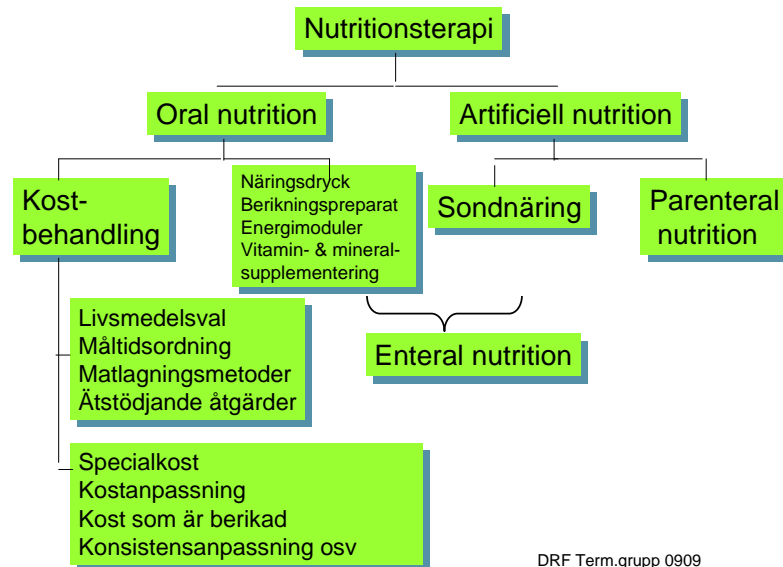 Nutritionsterapi
Oral nutrition
Artificiell nutrition
Kost-
behandling
Näringsdryck
Berikningspreparat
Energimoduler
Vitamin- & mineral-
supplementering
Sondnäring
Parenteral
nutrition
Livsmedelsval
Måltidsordning
Matlagningsmetoder
Ätstödjande åtgärder
Enteral nutrition
Specialkost
Kostanpassning
Kost som är berikad
Konsistensanpassning osv
DRF Term.grupp 0909